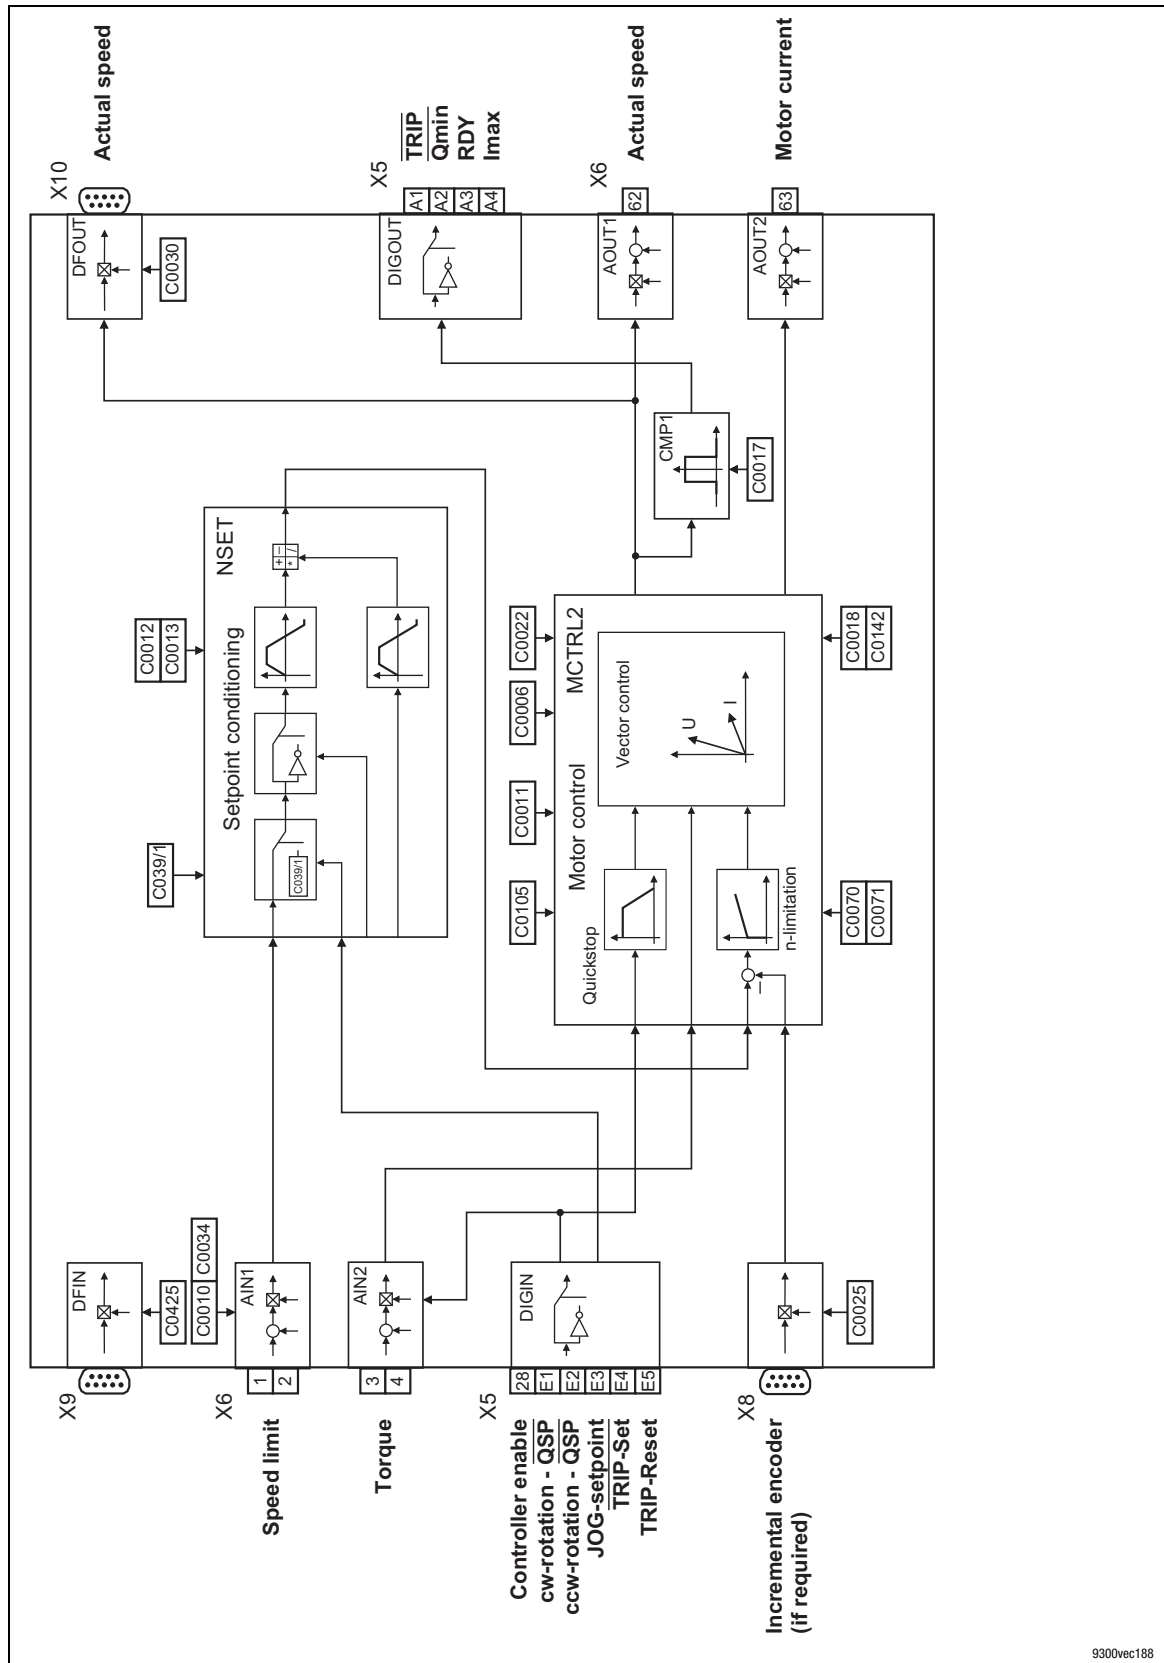 X9
DFIN
C0425
X6
Speed limit
1
2
C0010
C0034
AIN1
Torque
3
4
AIN2
X5
Controller enable
cw-rotation - QSP
ccw-rotation - QSP
JOG-setpoint
TRIP-Set
TRIP-Reset
28
E1
E2
E3
E4
E5
DIGIN
X8
Incremental encoder
(if required)
C0025
C039/1
C0012
C0013
Setpoint conditioning
NSET
C039/1
+
–
*
/
C0105
C0011
C0006
C0022
Motor control
MCTRL2
Quickstop
Vector control
U
I
–
n-limitation
C0070
C0071
C0018
C0142
CMP1
C0017
DFOUT
C0030
X10
Actual speed
DIGOUT
X5
A1
A2
A3
A4
TRIP
Qmin
RDY
Imax
AOUT1
X6
62
Actual speed
AOUT2
63
Motor current
9300vec188